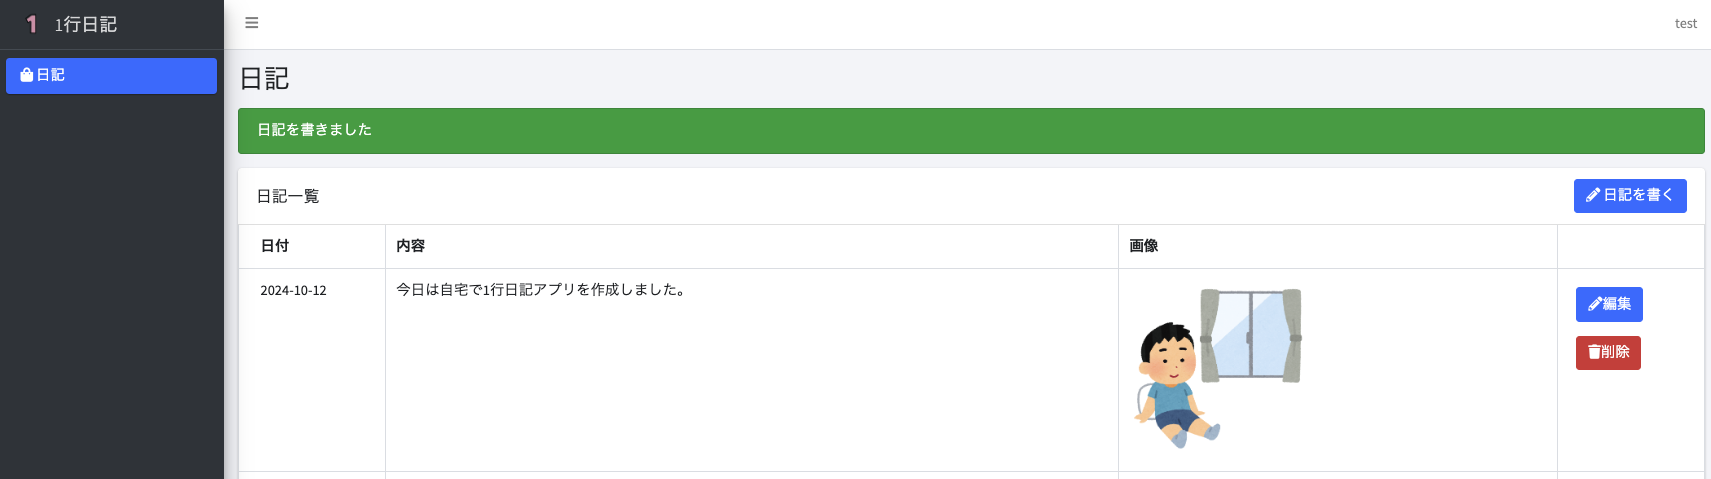 1 1行日記
test
日記
日記
日記を書きました
日記一覧
日記を書く
日付 内容 画像
2024-10-12 今日は自宅で1行日記アプリを作成しました。
編集
削除